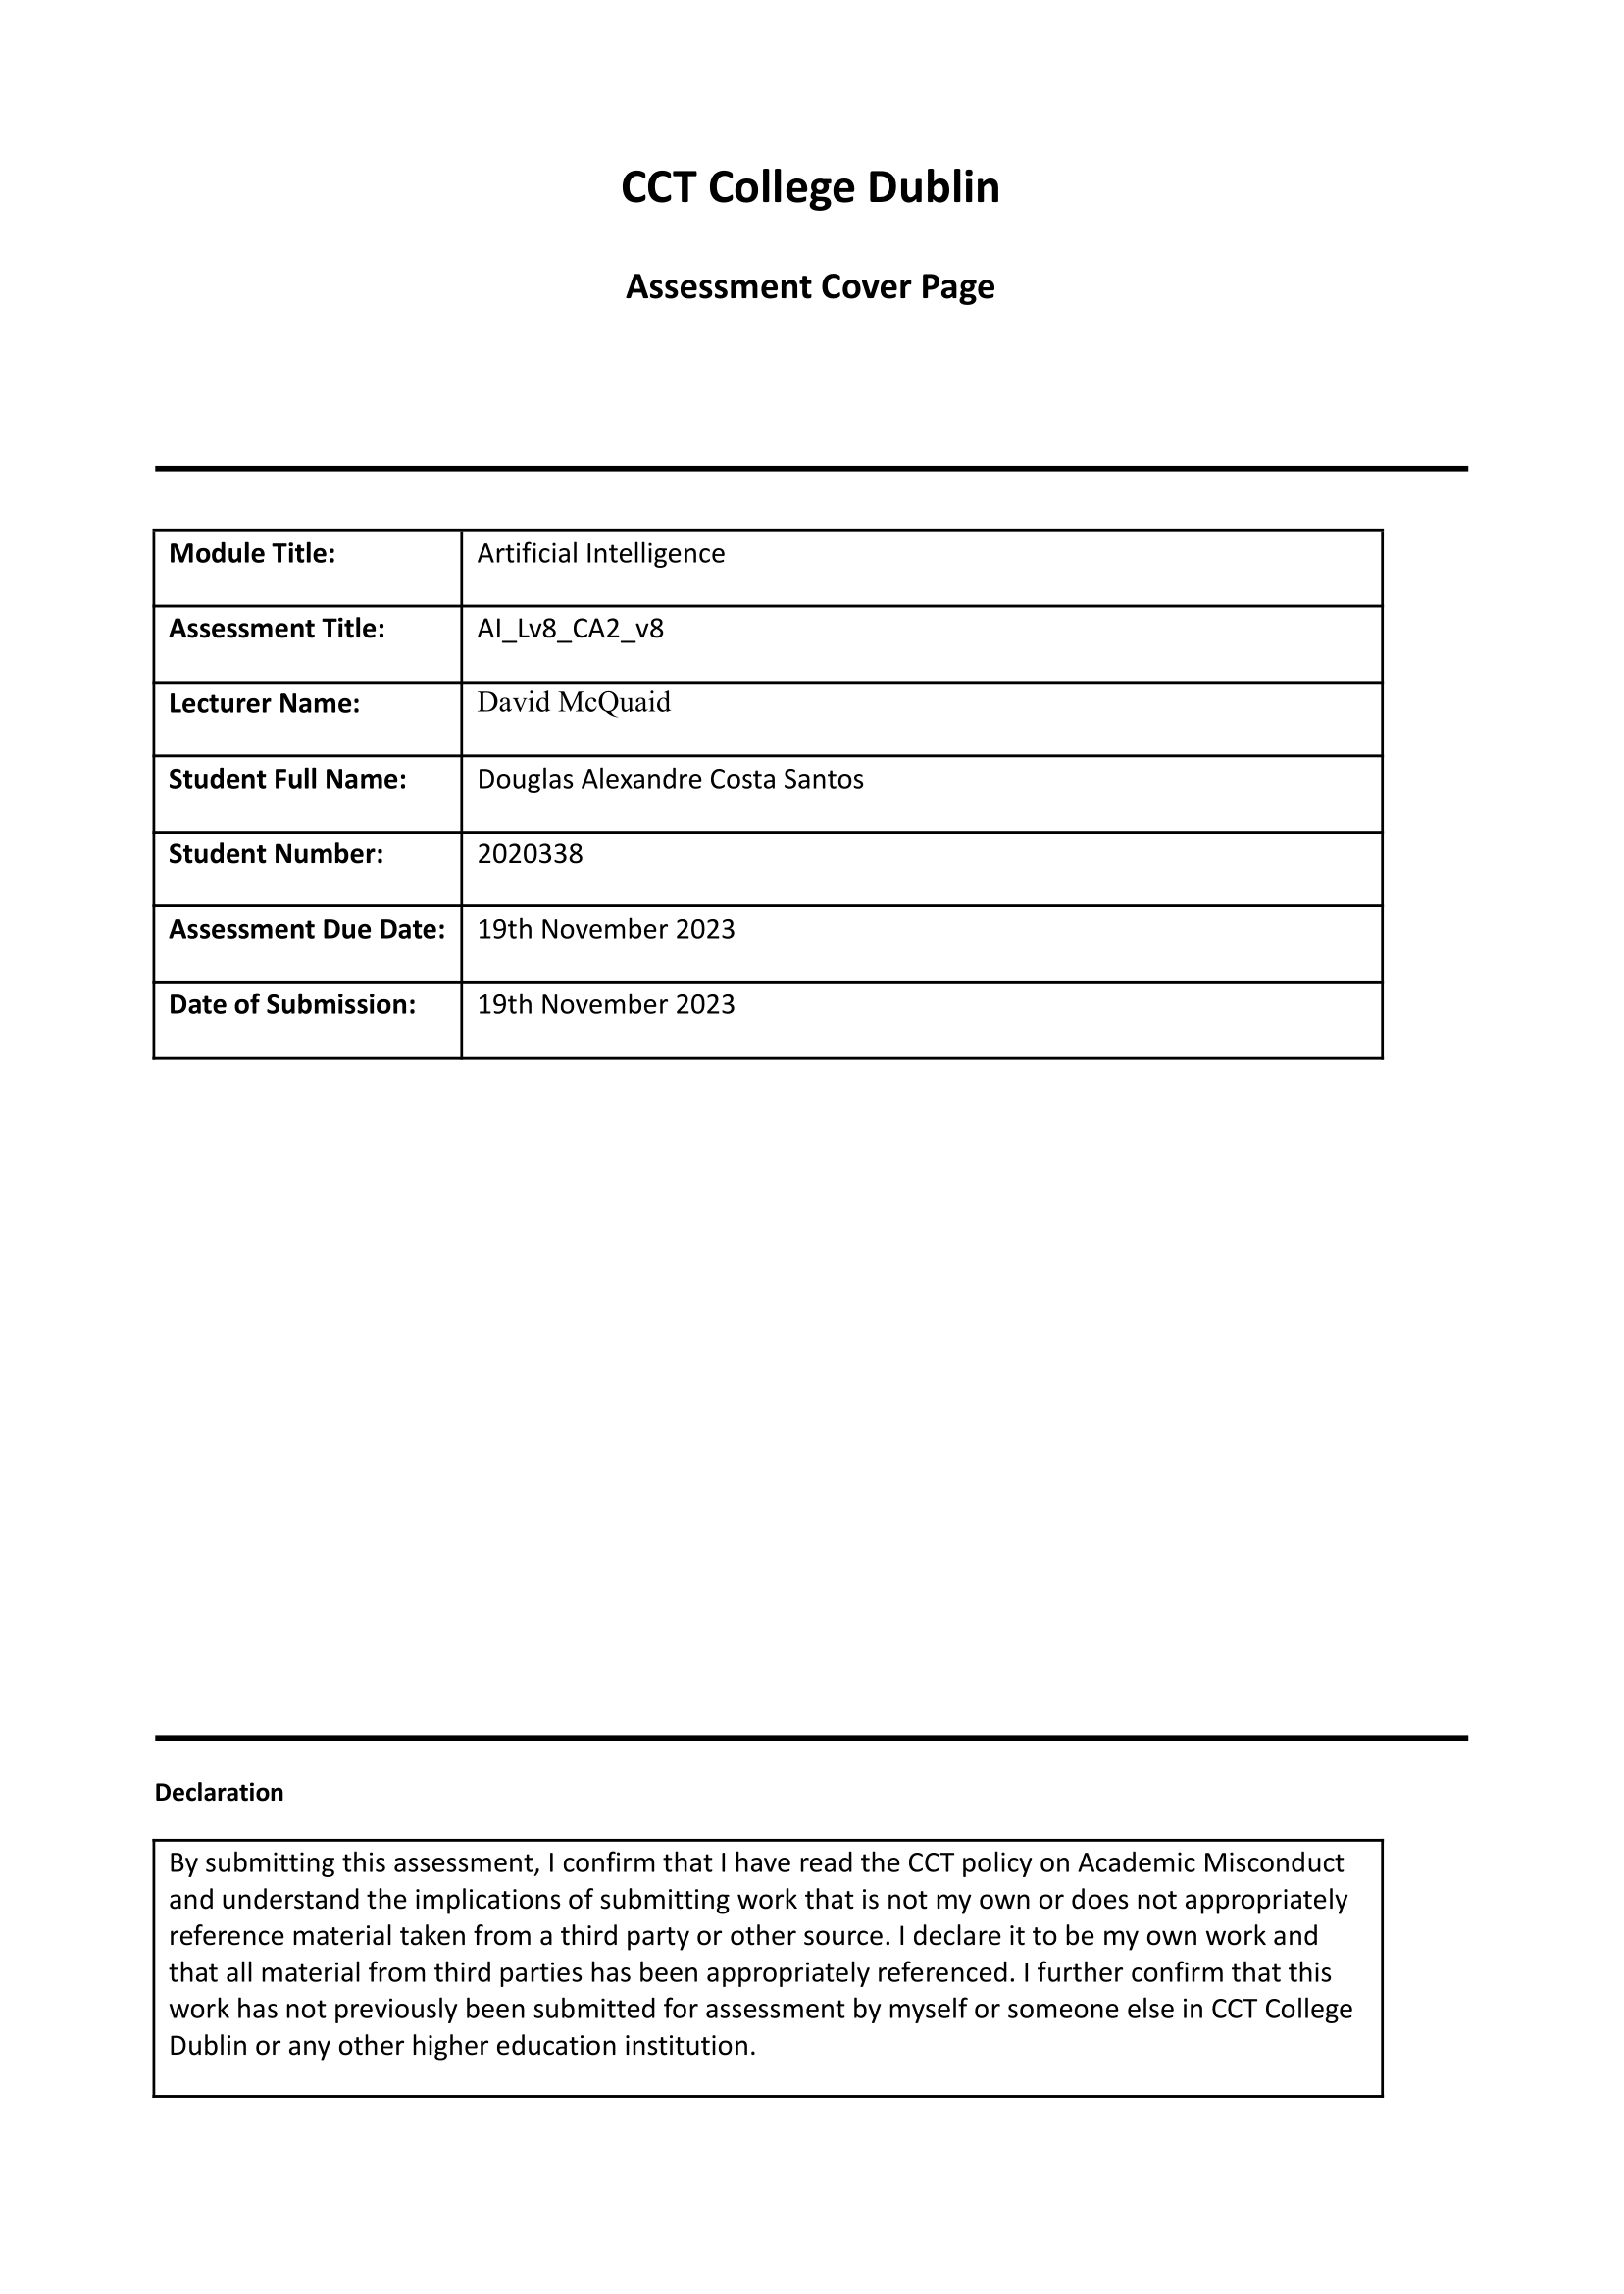 CCT College Dublin
Assessment Cover Page
Module Title: Artificial Intelligence
Assessment Title: AI_Lv8_CA2_v8
Lecturer Name: David McQuaid
Student Full Name: Douglas Alexandre Costa Santos
Student Number: 2020338
Assessment Due Date: 19th November 2023
Date of Submission: 19th November 2023
Declaration
By submitting this assessment, I confirm that I have read the CCT policy on Academic Misconduct
and understand the implications of submitting work that is not my own or does not appropriately
reference material taken from a third party or other source. I declare it to be my own work and
that all material from third parties has been appropriately referenced. I further confirm that this
work has not previously been submitted for assessment by myself or someone else in CCT College
Dublin or any other higher education institution.